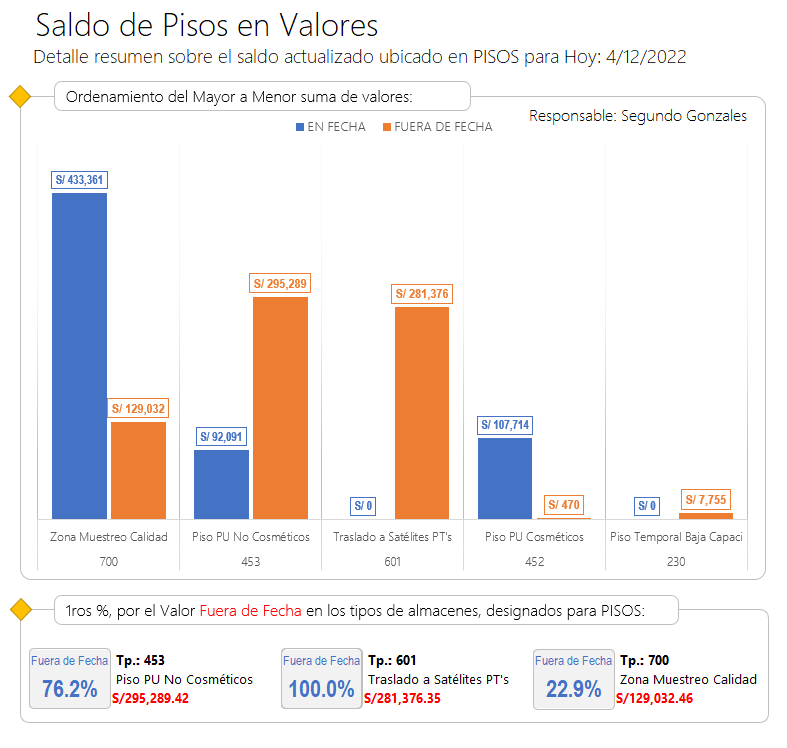 Saldo de Pisos en Valores
Detalle resumen sobre el saldo actualizado ubicado en PISOS para Hoy: 4/12/2022
Ordenamiento del Mayor a Menor suma de valores:
Responsable: Segundo Gonzales
EN FECHA FUERA DE FECHA
S/ 433,361
S/ 295,289
S/ 281,376
S/ 129,032
S/ 92,091
S/ 107,714
S/ 0
S/ 470
S/ 0
S/ 7,755
Zona Muestreo Calidad Piso PU No Cosméticos Traslado a Satélites PT's Piso PU Cosméticos Piso Temporal Baja Capaci
700 453 601 452 230
1ros %, por el Valor Fuera de Fecha en los tipos de almacenes, designados para PISOS:
Fuera de Fecha
76.2%
Tp.: 453
Piso PU No Cosméticos
S/295,289.42
Fuera de Fecha
100.0%
Tp.: 601
Traslado a Satélites PT's
S/281,376.35
Fuera de Fecha
22.9%
Tp.: 700
Zona Muestreo Calidad
S/129,032.46